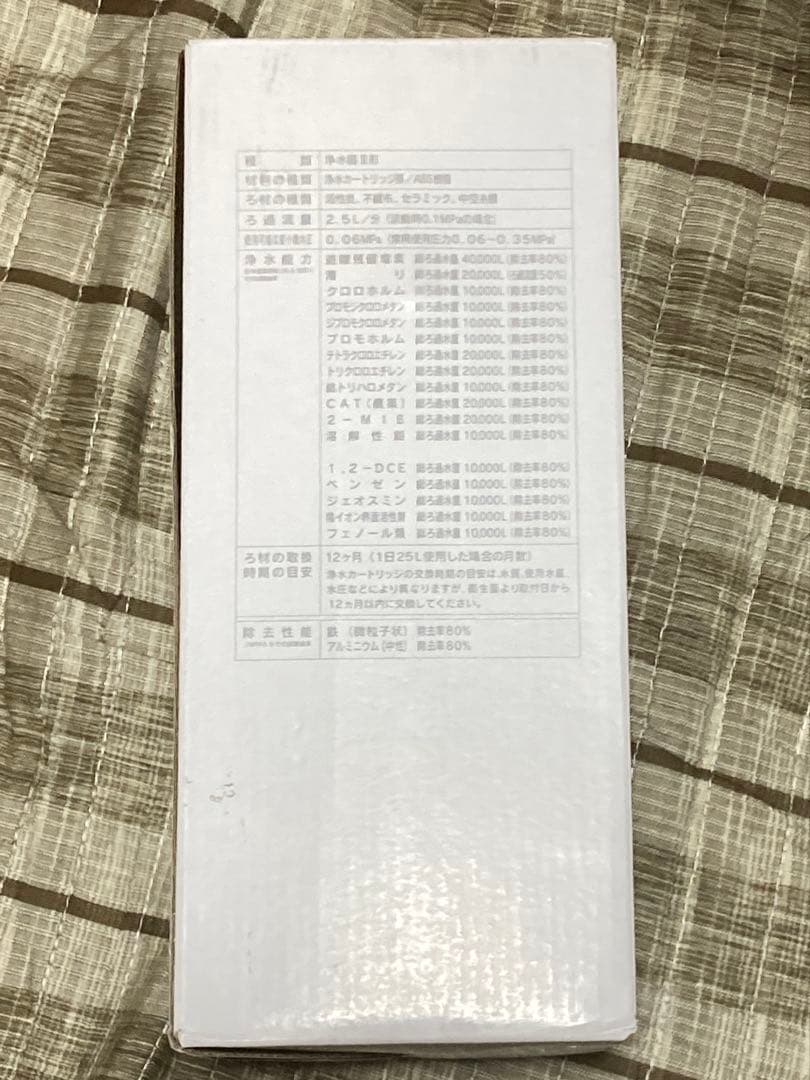 種類 浄水器Ⅱ形
材料の種類 浄水カートリッジ部/ABS樹脂
ろ材の種類 活性炭、不織布、セラミック、中空糸膜
ろ過流量 2.5L/分
0.06MPa (常用使用圧力0.06-0.35MPa)
浄水能力 遊離残留塩素 総ろ過水量 40,000L (除去率80%)
濁り 総ろ過水量 20,000L 50%)
クロロホルム 総ろ過水量 10,000L (除去率80%)
ブロモジクロロメタン 総ろ過水量 10,000L (除去率80%)
ジブロモクロロメタン 総ろ過水量 10,000L (除去率80%)
ブロモホルム 総ろ過水量 10,000L (除去率80%)
テトラクロロエチレン 総ろ過水量 20,000L (除去率80%)
トリクロロエチレン 総ろ過水量 20,000L (除去率80%)
総トリハロメタン 総ろ過水量 10,000L (除去率80%)
CAT(農薬) 総ろ過水量 20,000L (除去率80%)
2-MIB 総ろ過水量 20,000L (除去率80%)
溶解性鉛 総ろ過水量 10,000L (除去率80%)
1,2-DCE 総ろ過水量 10,000L (除去率80%)
ベンゼン 総ろ過水量 10,000L (除去率80%)
ジェオスミン 総ろ過水量 10,000L (除去率80%)
陰イオン界面活性剤 総ろ過水量 10,000L (除去率80%)
フェノール類 総ろ過水量 10,000L (除去率80%)
ろ材の取換 12ヶ月 (1日25L使用した場合の月数)
時期の目安 浄水カートリッジの交換時期の目安は、水質、使用水量、
水圧などにより異なりますが、衛生面より取付日から
12ヵ月以内に交換してください。
除去性能 鉄 (微粒子状) 除去率80%
アルミニウム (中性) 除去率80%